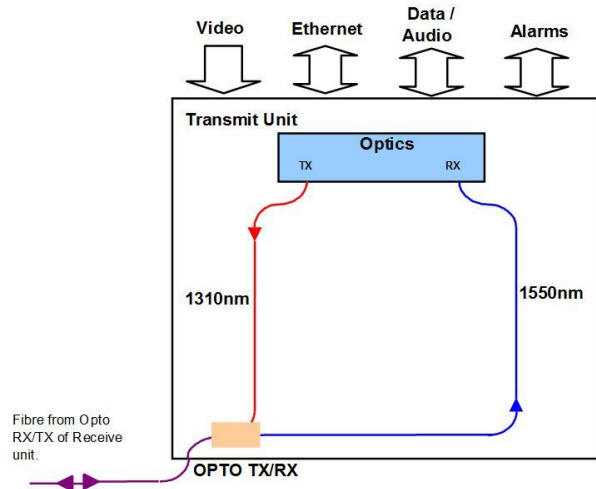 Video
Ethernet
Data /
Audio
Alarms
Transmit Unit
Optics
TX
RX
1310nm
1550nm
Fibre from Opto
RX/TX of Receive
unit.
OPTO TX/RX